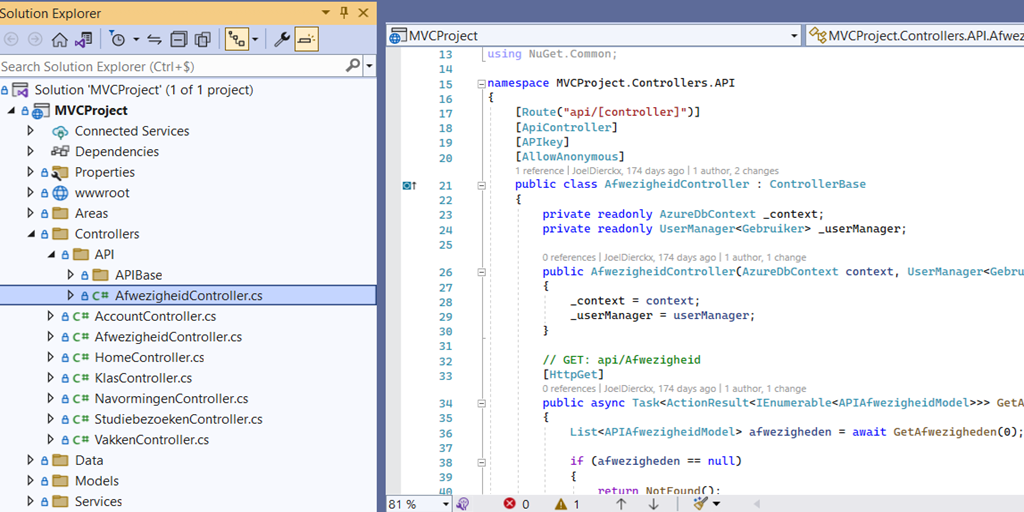 Solution Explorer
Search Solution Explorer (Ctrl+$)
Solution 'MVCProject' (1 of 1 project)
MVCProject
Connected Services
Dependencies
Properties
wwwroot
Areas
Controllers
API
APIBase
C# AfwezigheidController.cs
C# AccountController.cs
C# AfwezigheidController.cs
C# HomeController.cs
C# KlasController.cs
C# NavormingenController.cs
C# StudiebezoekenController.cs
C# VakkenController.cs
Data
Models
Services
MVCProject
MVCProject.Controllers.API.Afwez
13 using NuGet.Common;
14
15 namespace MVCProject.Controllers.API
16 {
17 [Route("api/[controller]")]
18 [ApiController]
19 [APIkey]
20 [AllowAnonymous]
1 reference | JoelDierckx, 174 days ago | 1 author, 2 changes
21 public class AfwezigheidController : ControllerBase
22 {
23 private readonly AzureDbContext _context;
24 private readonly UserManager<Gebruiker> _userManager;
25
0 references | JoelDierckx, 174 days ago | 1 author, 1 change
26 public AfwezigheidController(AzureDbContext context, UserManager<Gebru
27 {
28 _context = context;
29 _userManager = userManager;
30 }
31
32 // GET: api/Afwezigheid
33 [HttpGet]
0 references | JoelDierckx, 174 days ago | 1 author, 1 change
34 public async Task<ActionResult<IEnumerable<APIAfwezigheidModel>>> GetA
35 {
36 List<APIAfwezigheidModel> afwezigheden = await GetAfwezigheden(0);
37
38 if (afwezigheden == null)
39 {
40 return NotFound();
81 % 0 1